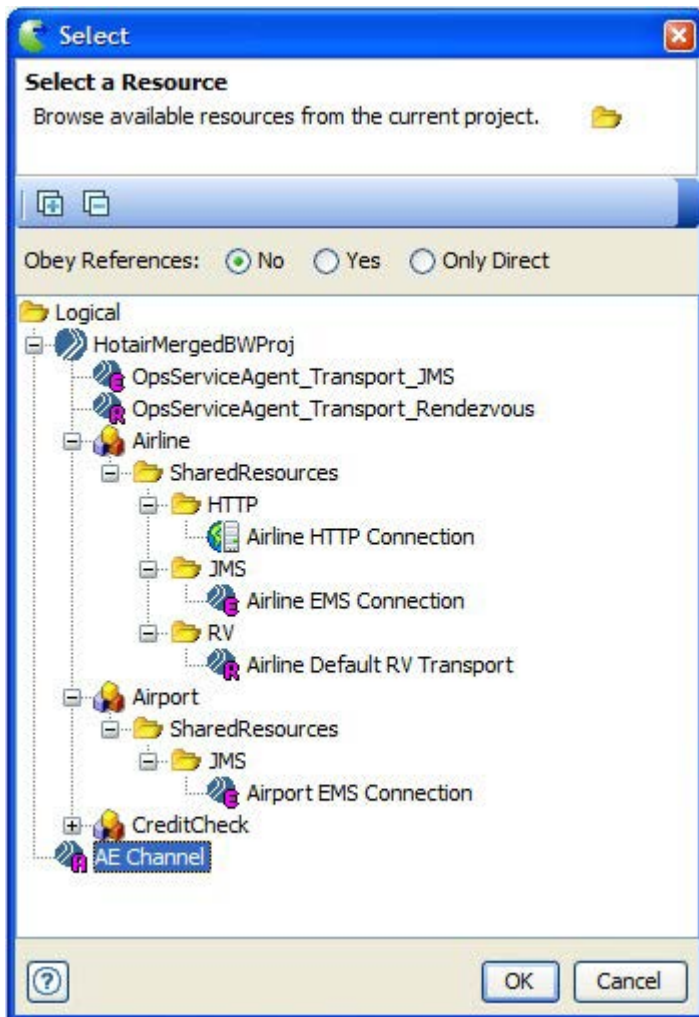 Select
Select a Resource
Browse available resources from the current project.
Obey References: No Yes Only Direct
Logical
HotairMergedBWProj
OpsServiceAgent_Transport_JMS
OpsServiceAgent_Transport_Rendezvous
Airline
SharedResources
HTTP
Airline HTTP Connection
JMS
Airline EMS Connection
RV
Airline Default RV Transport
Airport
SharedResources
JMS
Airport EMS Connection
CreditCheck
AE Channel
? OK Cancel